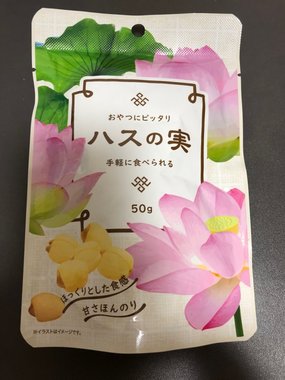 おやつにピッタリ
ハスの実
手軽に食べられる
50g
ほっくりとした食感
甘さほんのり
※イラストはイメージです。